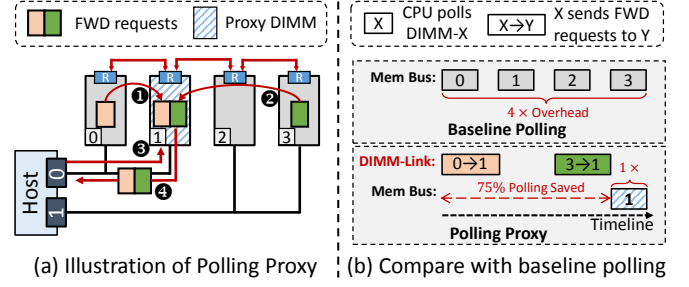 FWD requests
Proxy DIMM
R
R
R
R
❶
❷
0
1
2
3
❸
❹
Host
0
1
(a) Illustration of Polling Proxy
X
CPU polls
DIMM-X
X→Y
X sends FWD
requests to Y
Mem Bus:
0
1
2
3
4 × Overhead
Baseline Polling
DIMM-Link:
0→1
3→1
1 ×
Mem Bus:
75% Polling Saved
1
Timeline
Polling Proxy
(b) Compare with baseline polling